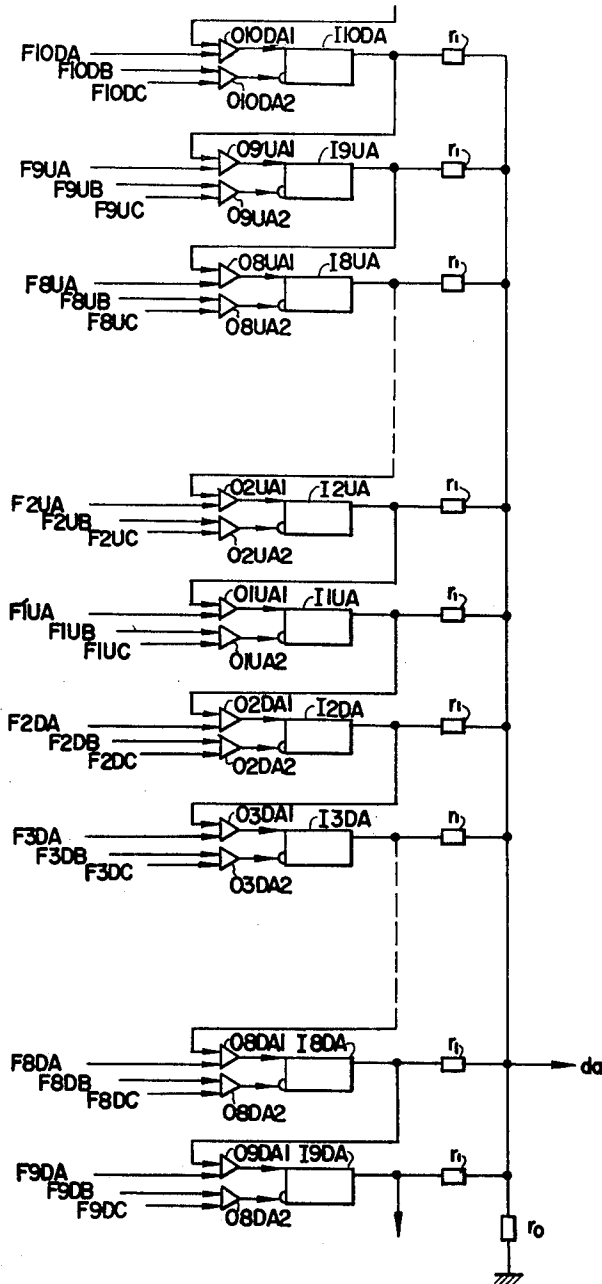 O10DA1 I10DA r1
F10DA
F10DB
F10DC
O10DA2
O9UA1 I9UA r1
F9UA
F9UB
F9UC
O9UA2
O8UA1 I8UA r1
F8UA
F8UB
F8UC
O8UA2
O2UA1 I2UA r1
F2UA
F2UB
F2UC
O2UA2
O1UA1 I1UA r1
F1UA
F1UB
F1UC
O1UA2
O2DA1 I2DA r1
F2DA
F2DB
F2DC
O2DA2
O3DA1 I3DA r1
F3DA
F3DB
F3DC
O3DA2
O8DA1 I8DA r1
F8DA
da
F8DB
F8DC
O8DA2
O9DA1 I9DA r1
F9DA
F9DB
F9DC
O8DA2
r0